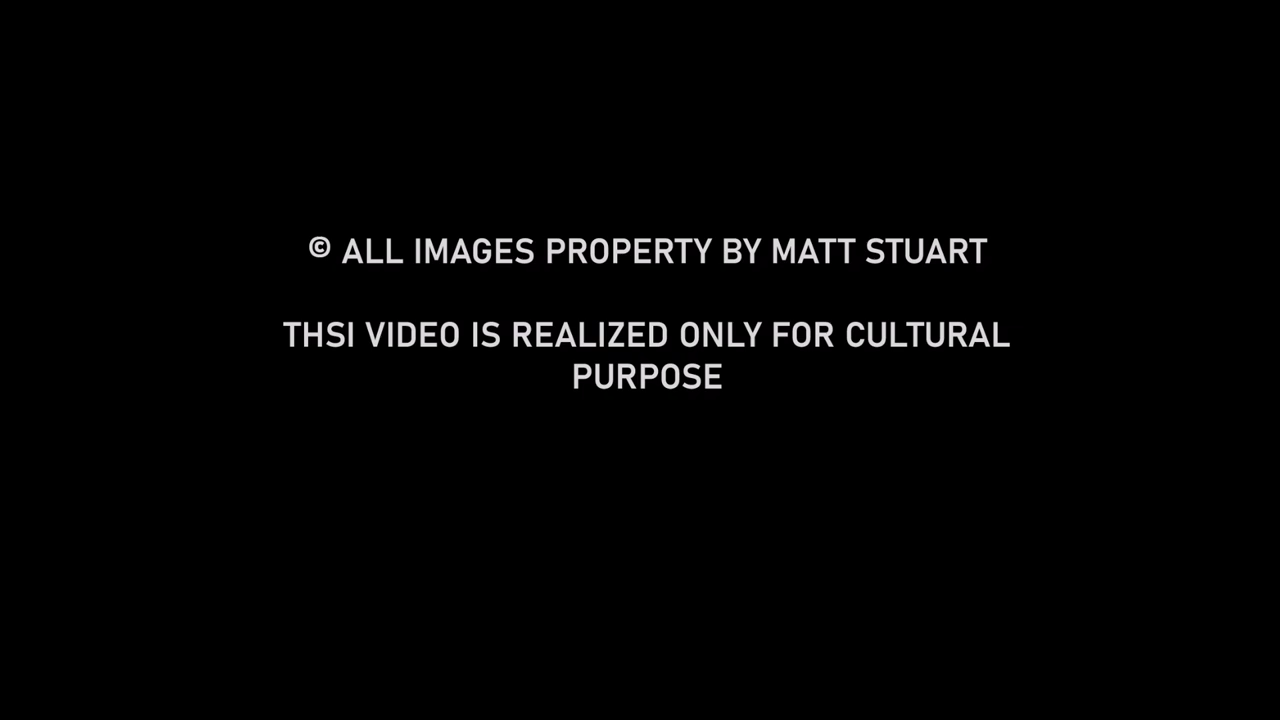 © ALL IMAGES PROPERTY BY MATT STUART
THSI VIDEO IS REALIZED ONLY FOR CULTURAL
PURPOSE